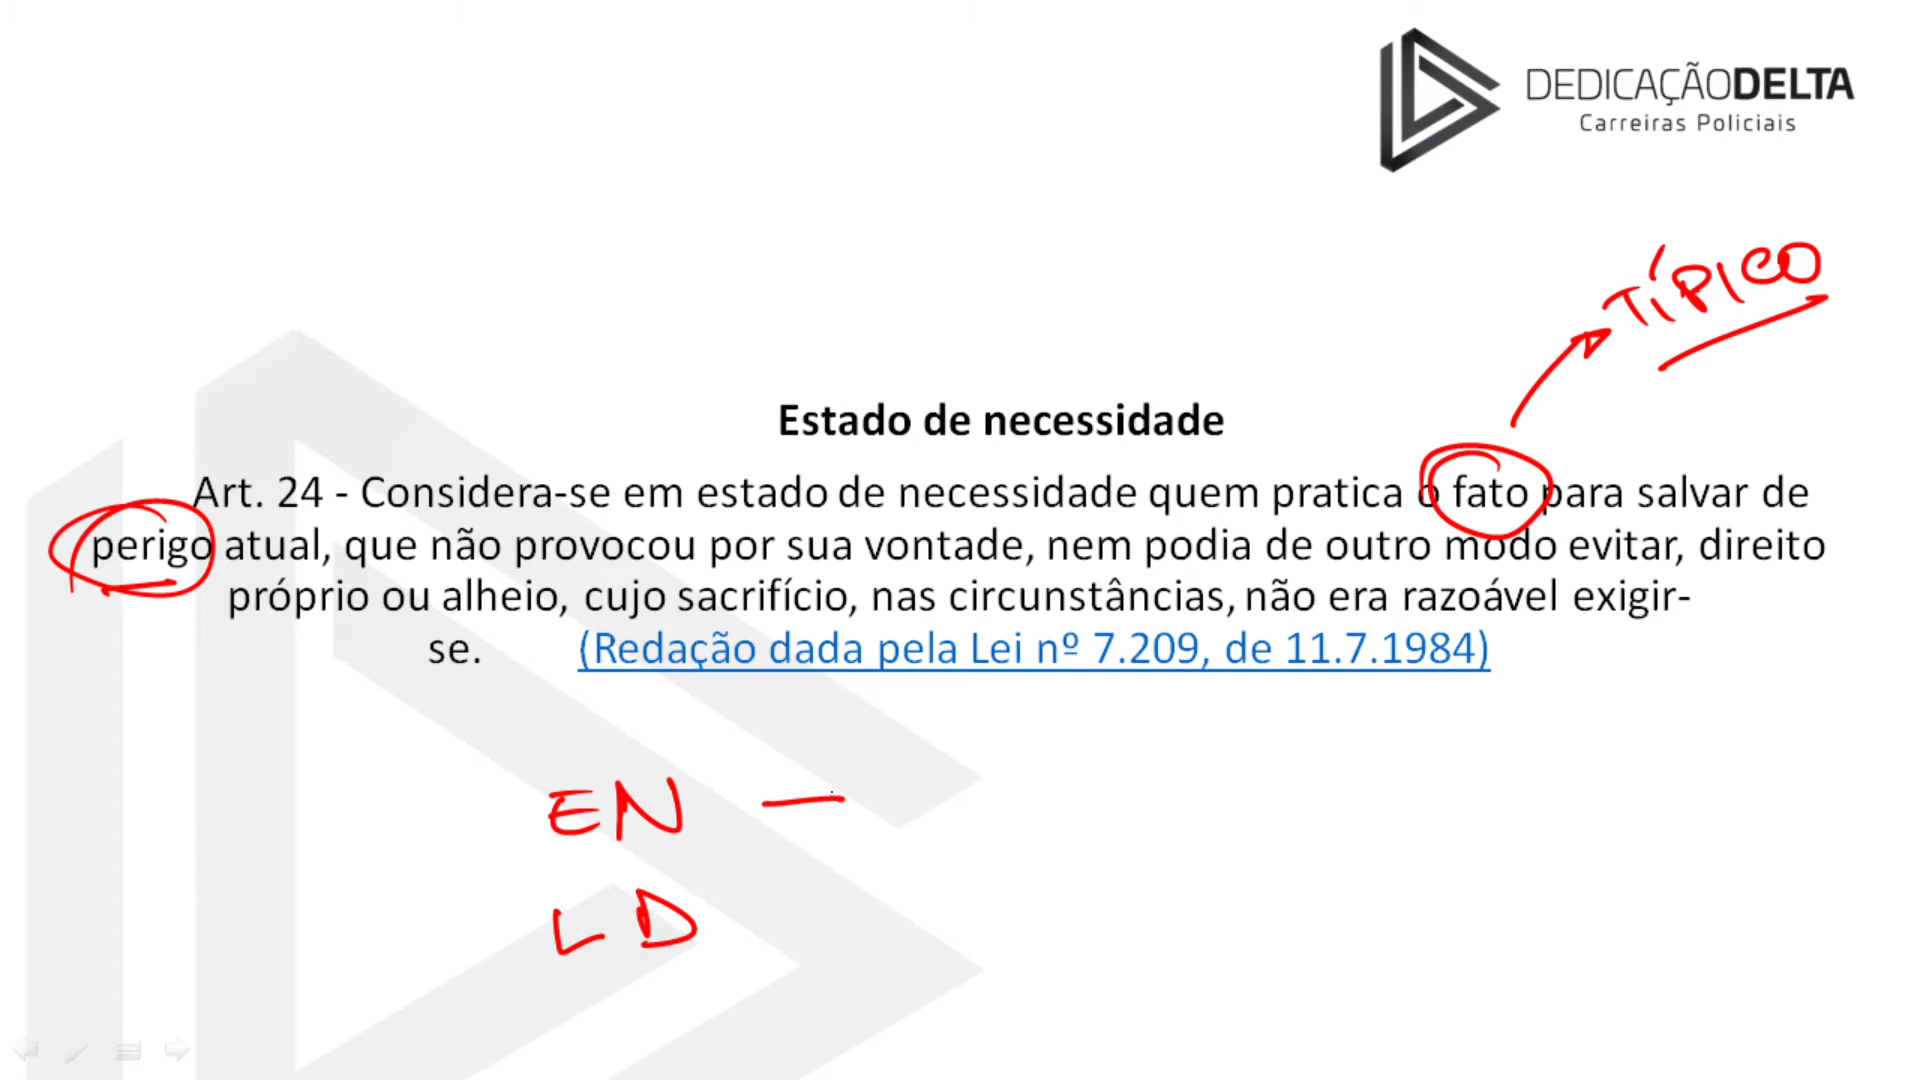 DEDICAÇÃODELTA
Carreiras Policiais
TÍPICO
Estado de necessidade
Art. 24 - Considera-se em estado de necessidade quem pratica o fato para salvar de
perigo atual, que não provocou por sua vontade, nem podia de outro modo evitar, direito
próprio ou alheio, cujo sacrifício, nas circunstâncias, não era razoável exigir-
se. (Redação dada pela Lei nº 7.209, de 11.7.1984)
EN —
LD